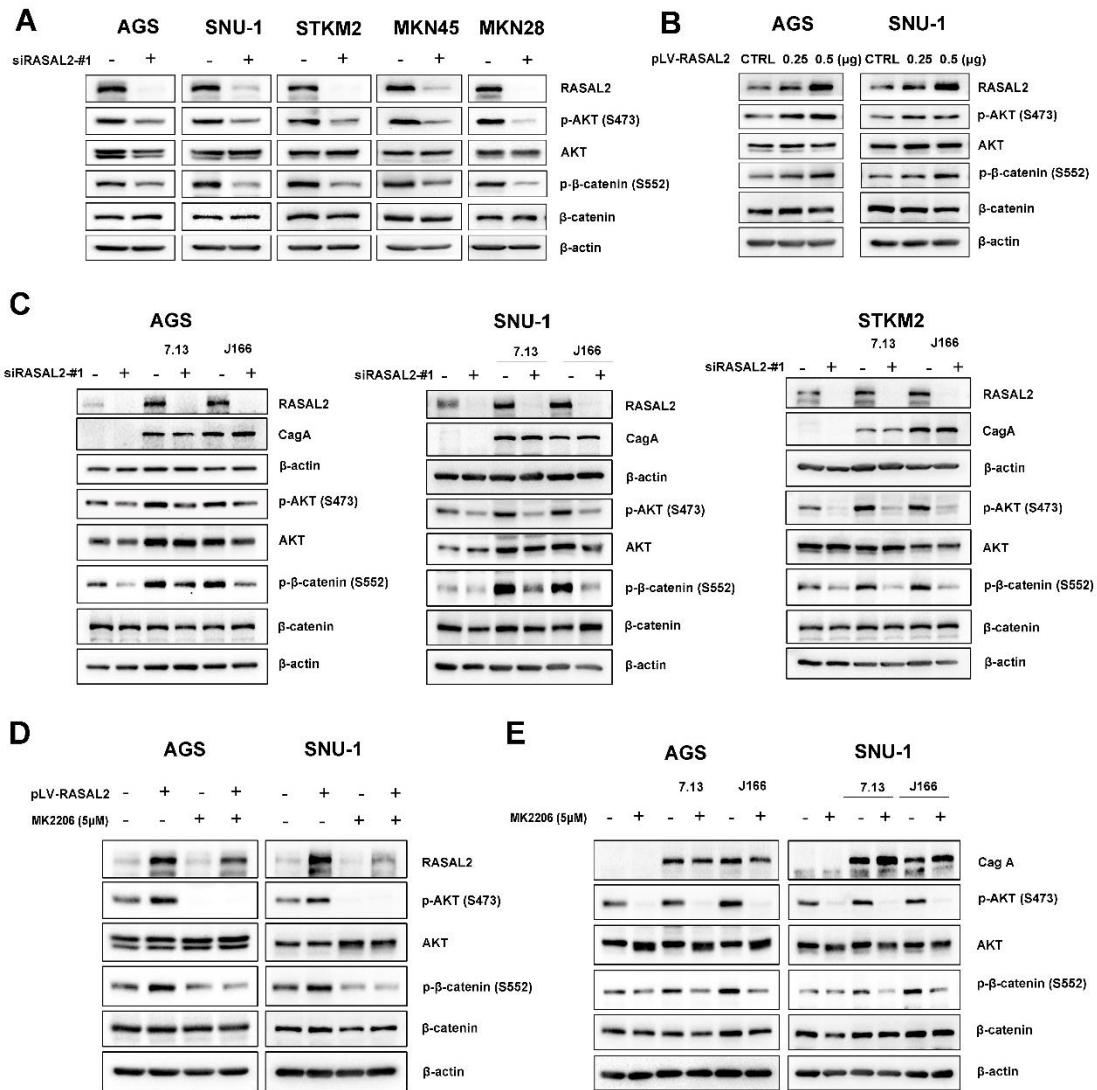 A
AGS SNU-1 STKM2 MKN45 MKN28
siRASAL2-#1 - + - + - + - + - +
RASAL2
p-AKT (S473)
AKT
p-β-catenin (S552)
β-catenin
β-actin
B
AGS SNU-1
pLV-RASAL2 CTRL 0.25 0.5 (μg) CTRL 0.25 0.5 (μg)
RASAL2
p-AKT (S473)
AKT
p-β-catenin (S552)
β-catenin
β-actin
C
AGS
7.13 J166
siRASAL2-#1 - + - + - +
RASAL2
CagA
β-actin
p-AKT (S473)
AKT
p-β-catenin (S552)
β-catenin
β-actin
SNU-1
7.13 J166
siRASAL2-#1 - + - + - +
RASAL2
CagA
β-actin
p-AKT (S473)
AKT
p-β-catenin (S552)
β-catenin
β-actin
STKM2
7.13 J166
siRASAL2-#1 - + - + - +
RASAL2
CagA
β-actin
p-AKT (S473)
AKT
p-β-catenin (S552)
β-catenin
β-actin
D
AGS SNU-1
pLV-RASAL2 - + - + - + - +
MK2206 (5μM) - - + + - - + +
RASAL2
p-AKT (S473)
AKT
p-β-catenin (S552)
β-catenin
β-actin
E
AGS SNU-1
7.13 J166 7.13 J166
MK2206 (5μM) - + - + - + - + - + - +
Cag A
p-AKT (S473)
AKT
p-β-catenin (S552)
β-catenin
β-actin